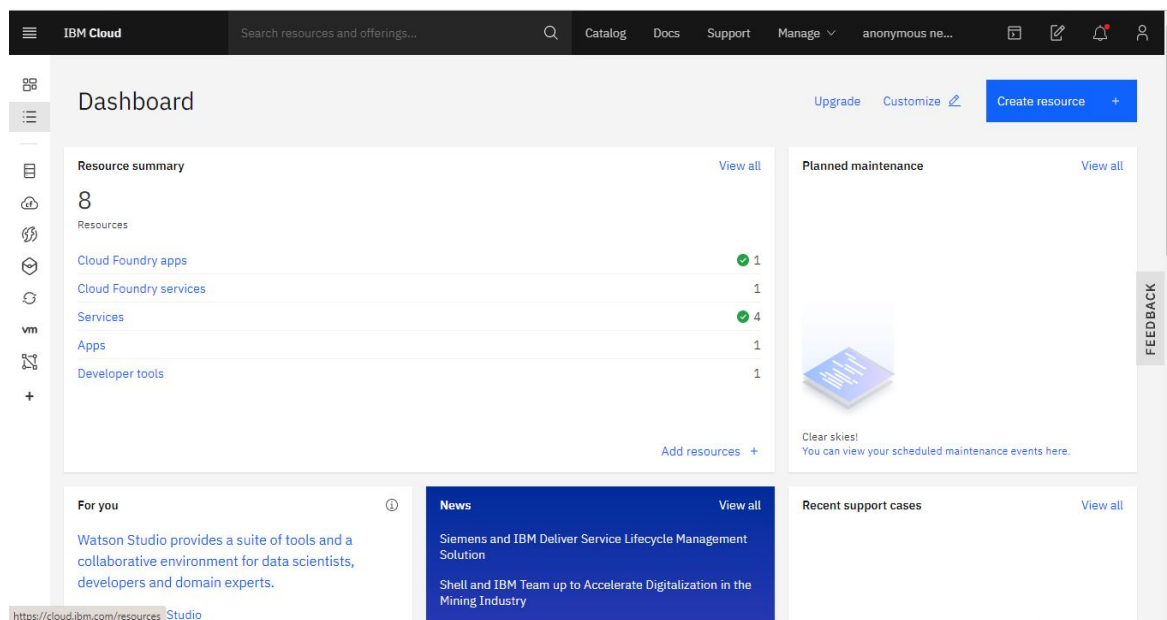 IBM Cloud
Search resources and offerings...
Catalog
Docs
Support
Manage
anonymous ne...
Dashboard
Upgrade
Customize
Create resource +
Resource summary
View all
8
Resources
Cloud Foundry apps
1
Cloud Foundry services
1
Services
4
Apps
1
Developer tools
1
Add resources +
Planned maintenance
View all
Clear skies!
You can view your scheduled maintenance events here.
cf
vm
FEEDBACK
For you
Watson Studio provides a suite of tools and a
collaborative environment for data scientists,
developers and domain experts.
Studio
News
View all
Siemens and IBM Deliver Service Lifecycle Management
Solution
Shell and IBM Team up to Accelerate Digitalization in the
Mining Industry
Recent support cases
View all
https://cloud.ibm.com/resources